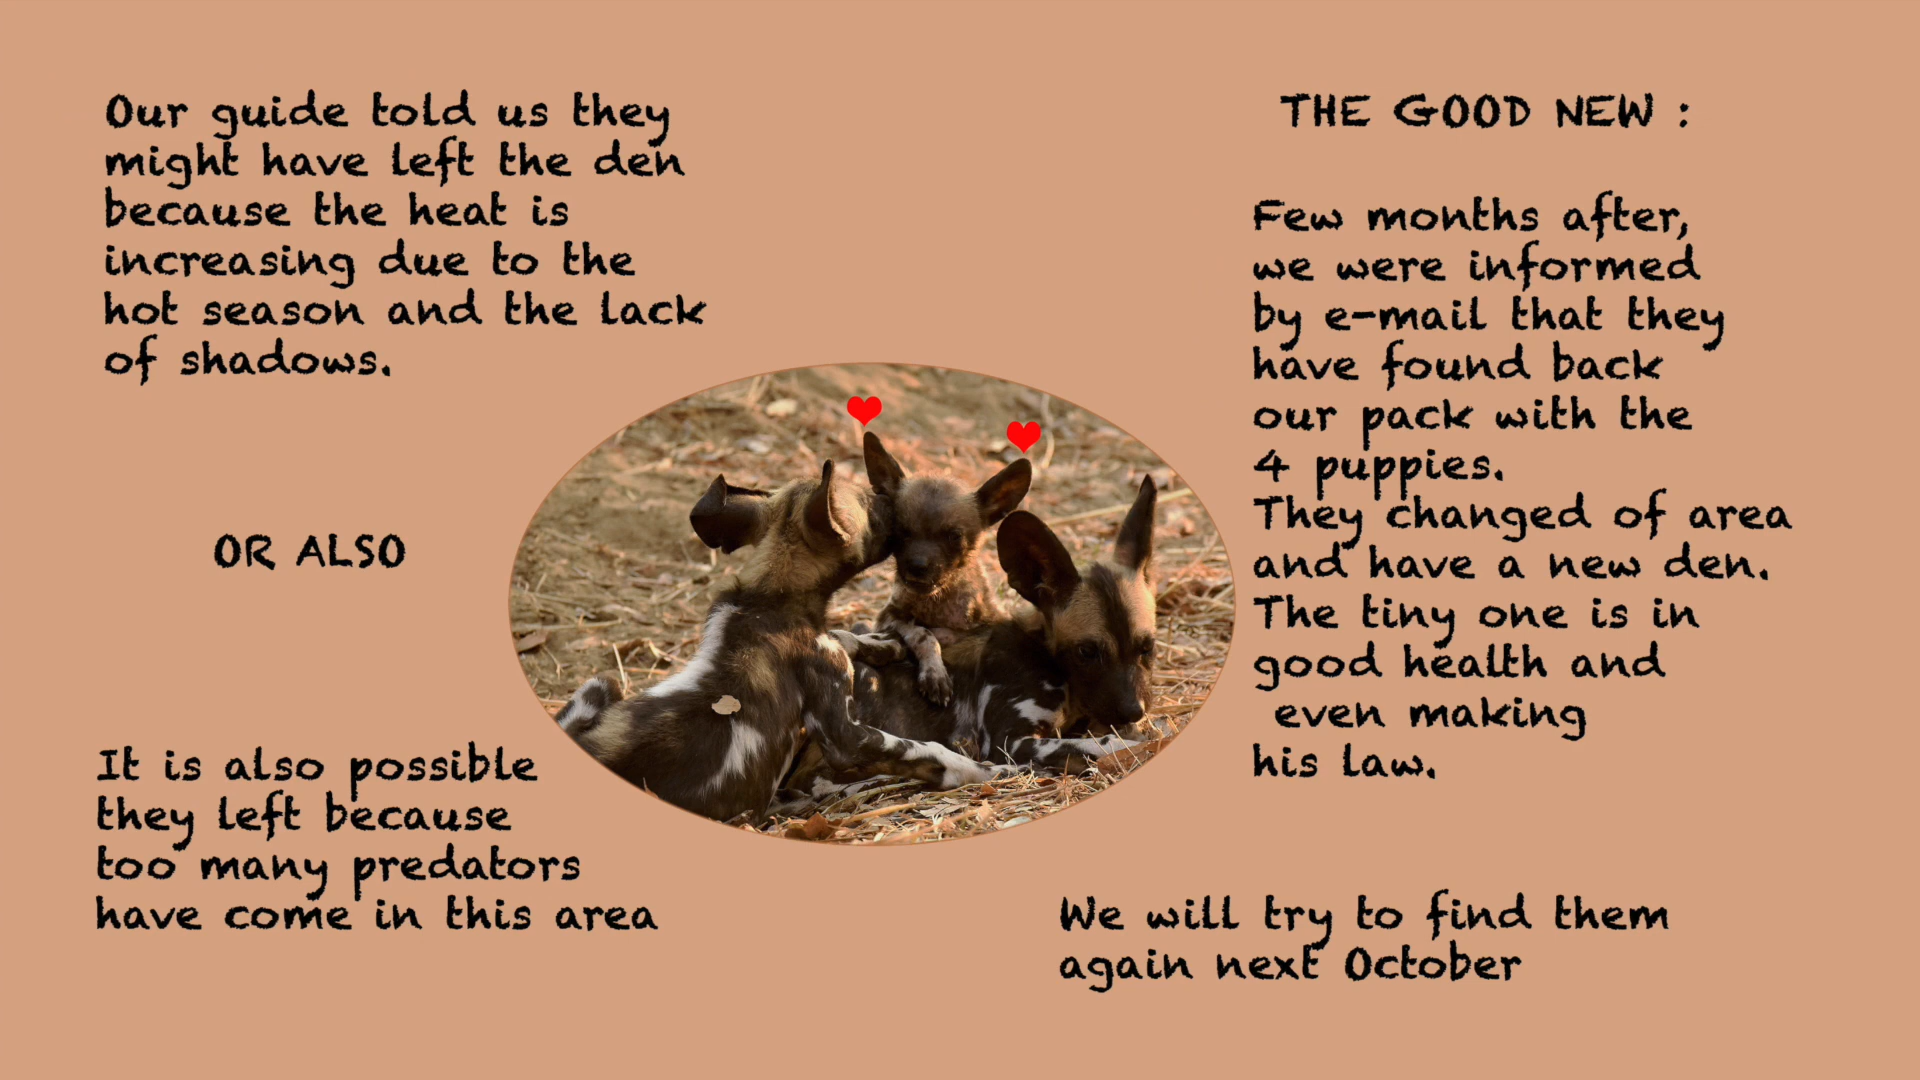 Our guide told us they
might have left the den
because the heat is
increasing due to the
hot season and the lack
of shadows.
OR ALSO
It is also possible
they left because
too many predators
have come in this area
THE GOOD NEW :
Few months after,
we were informed
by e-mail that they
have found back
our pack with the
4 puppies.
They changed of area
and have a new den.
The tiny one is in
good health and
even making
his law.
We will try to find them
again next October